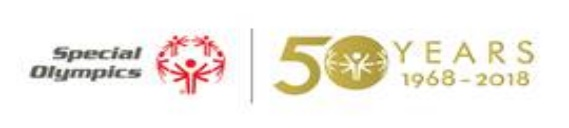 Special
Olympics
50 YEARS
1968-2018